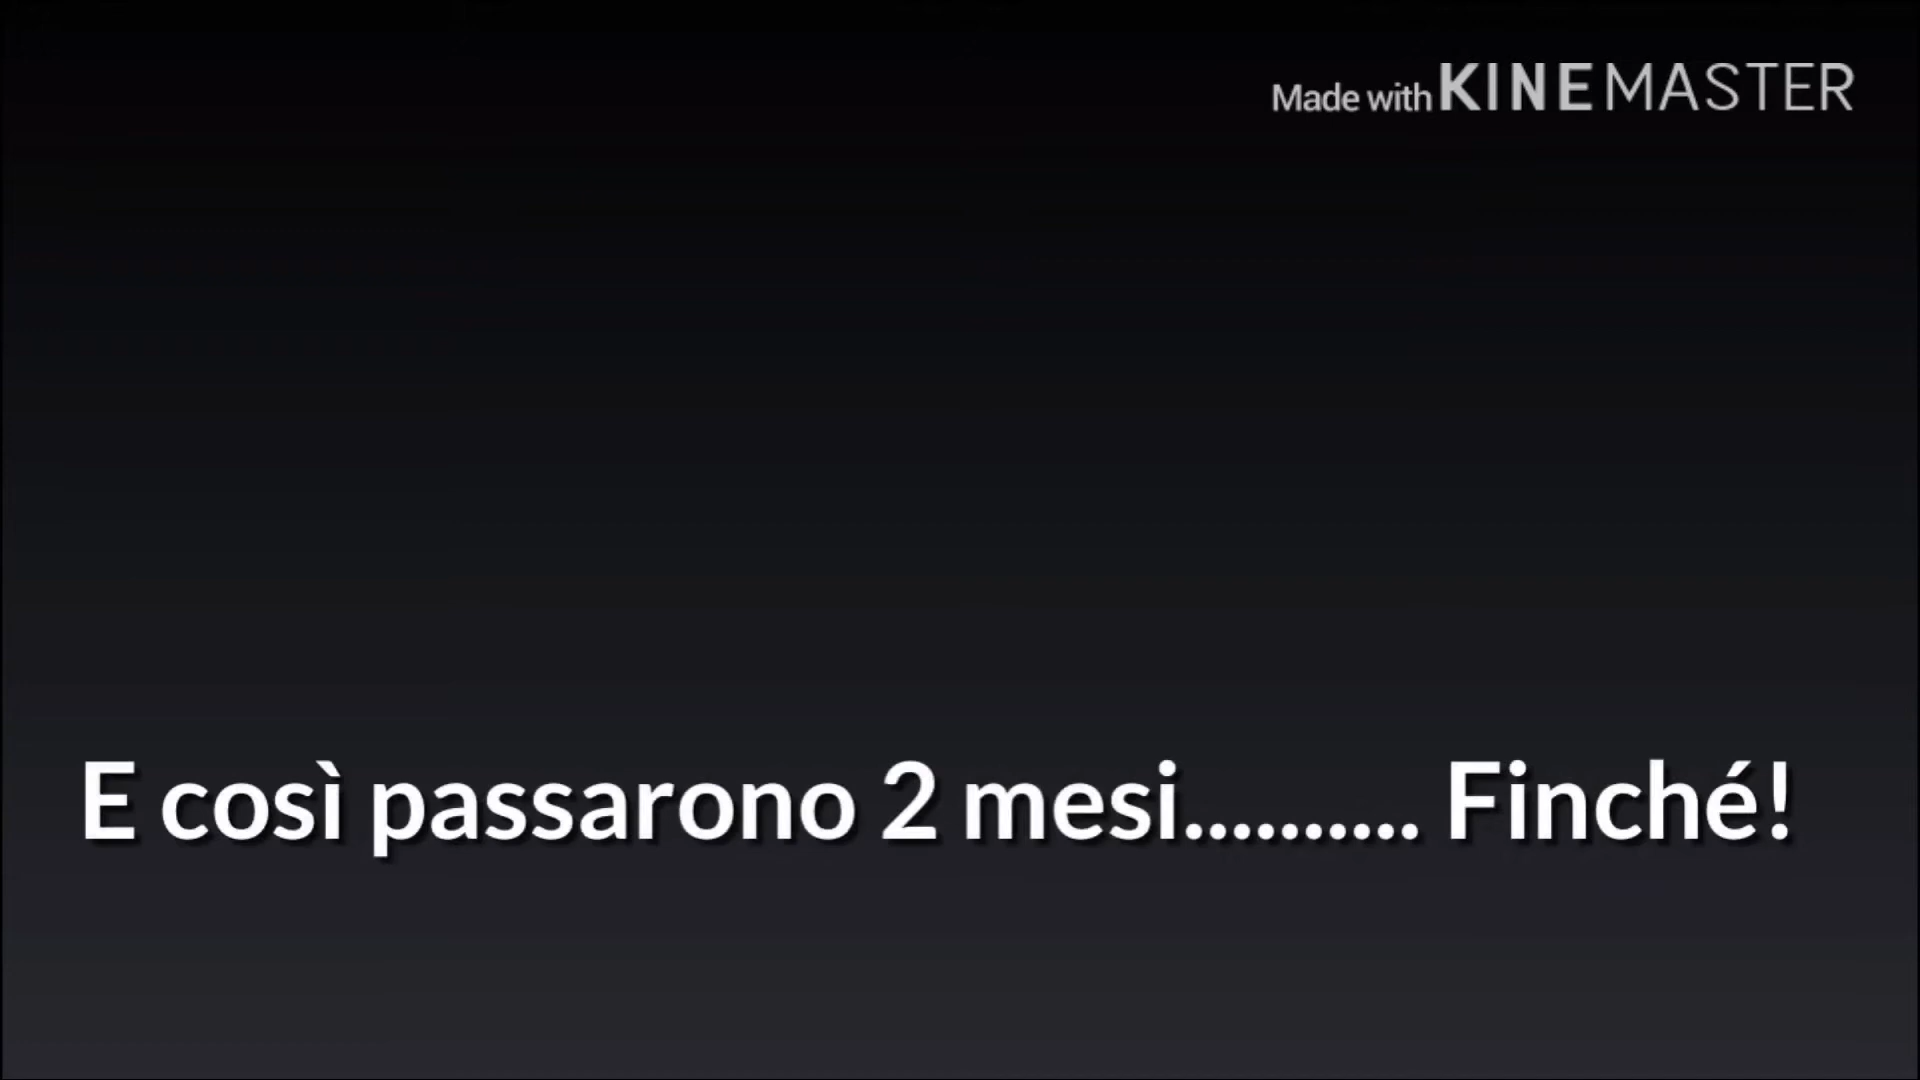 Made with KINEMASTER
E così passarono 2 mesi.......... Finché!